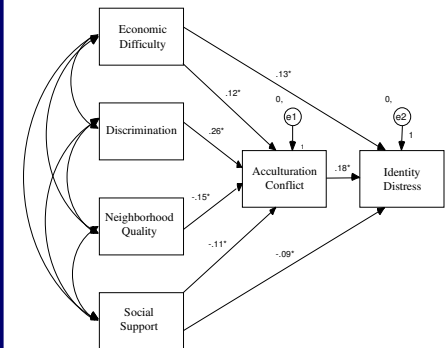 Economic
Difficulty
.13*
.12*
0,
e1
1
0,
e2
1
Discrimination
.26*
Acculturation
Conflict
.18*
Identity
Distress
Neighborhood
Quality
-.15*
-.11*
-.09*
Social
Support